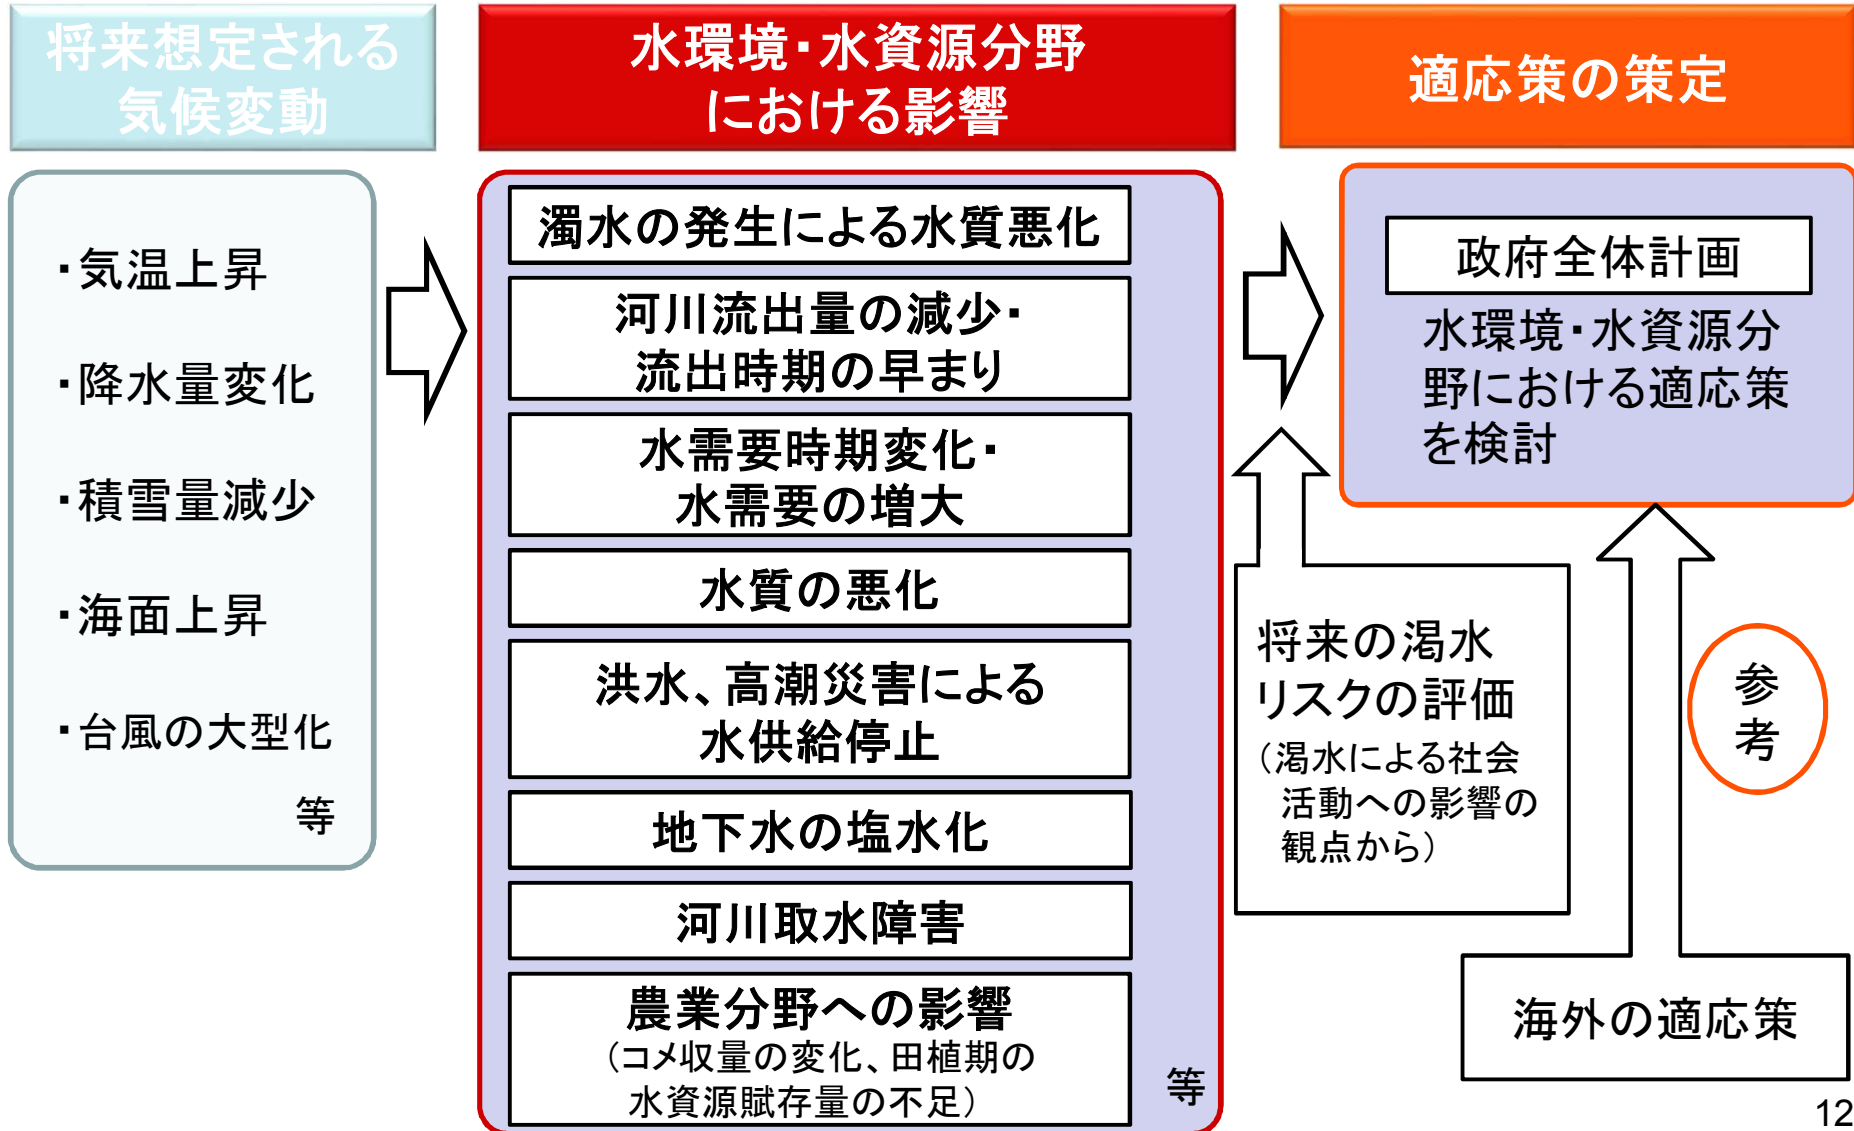 将来想定される
気候変動
水環境・水資源分野
における影響
適応策の策定
・気温上昇
・降水量変化
・積雪量減少
・海面上昇
・台風の大型化
等
濁水の発生による水質悪化
河川流出量の減少・
流出時期の早まり
水需要時期変化・
水需要の増大
水質の悪化
洪水、高潮災害による
水供給停止
地下水の塩水化
河川取水障害
農業分野への影響
（コメ収量の変化、田植期の
水資源賦存量の不足）
等
政府全体計画
水環境・水資源分
野における適応策
を検討
将来の渇水
リスクの評価
（渇水による社会
活動への影響の
観点から）
参
考
海外の適応策
12